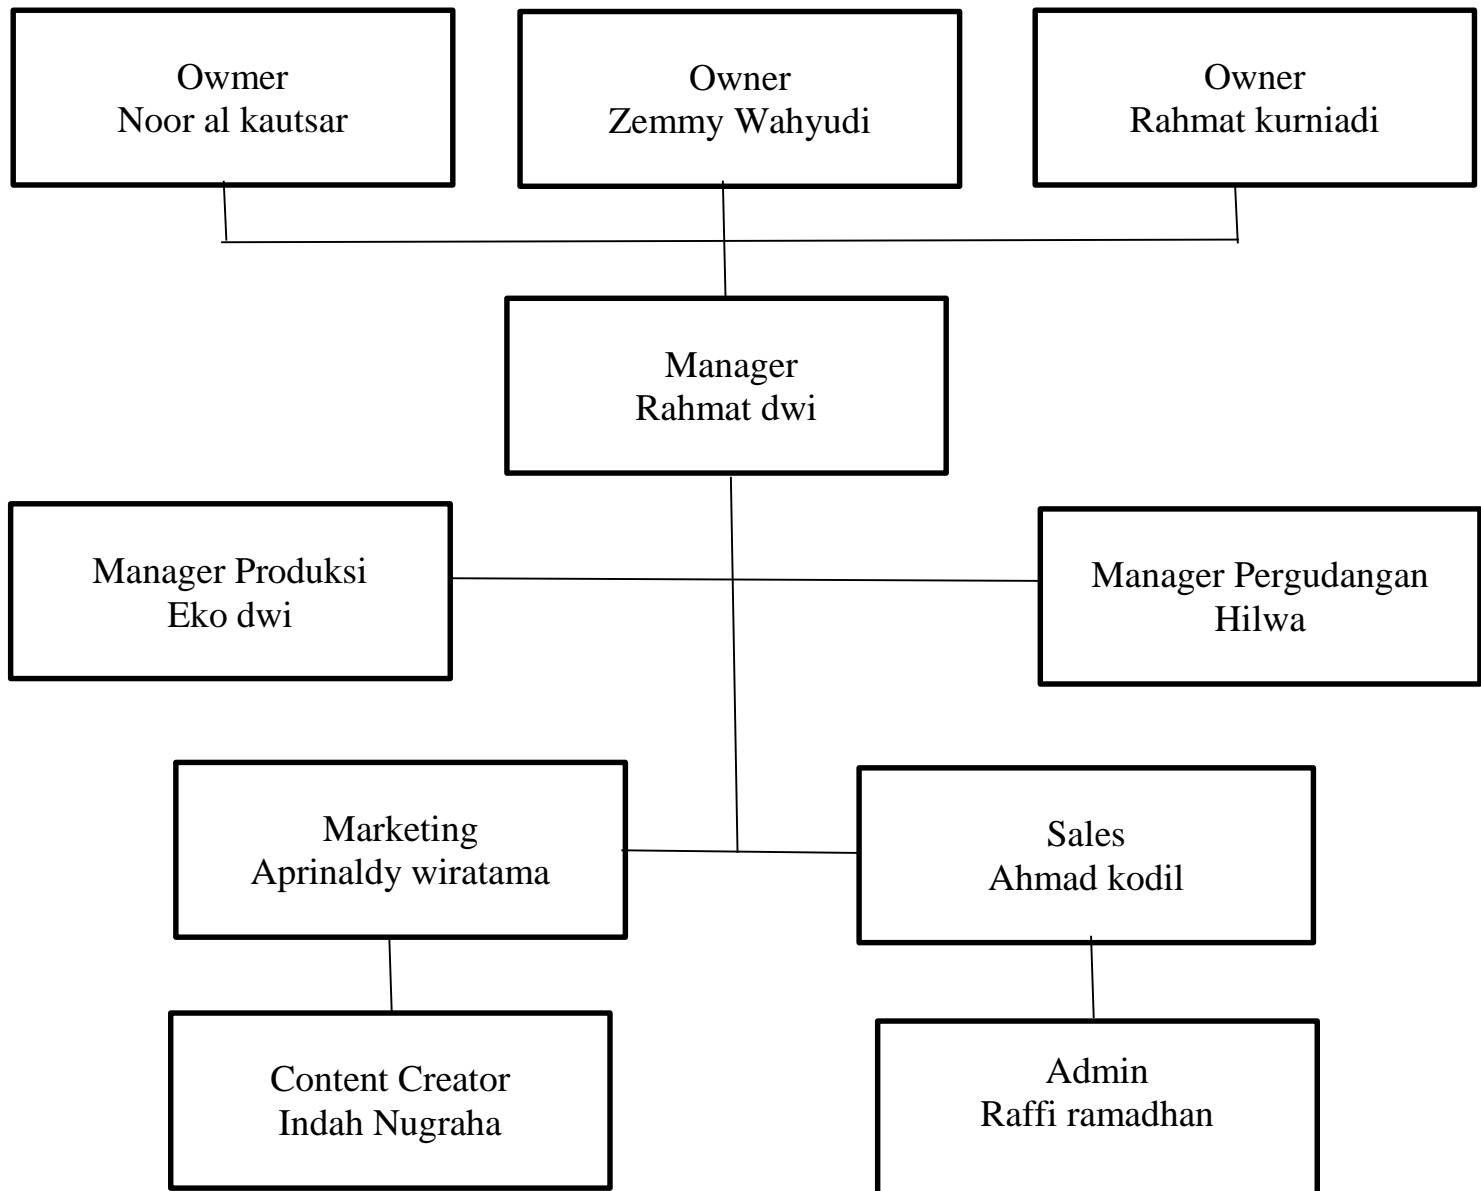 Owmer
Noor al kautsar
Owner
Zemmy Wahyudi
Owner
Rahmat kurniadi
Manager
Rahmat dwi
Manager Produksi
Eko dwi
Manager Pergudangan
Hilwa
Marketing
Aprinaldy wiratama
Sales
Ahmad kodil
Content Creator
Indah Nugraha
Admin
Raffi ramadhan